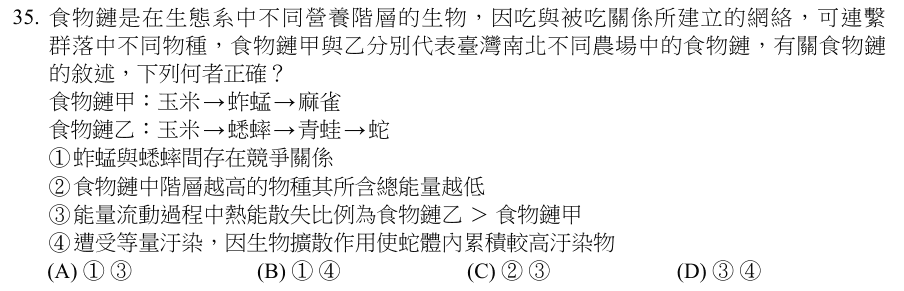 35. 食物鏈是在生態系中不同營養階層的生物，因吃與被吃關係所建立的網絡，可連繫
群落中不同物種，食物鏈甲與乙分別代表臺灣南北不同農場中的食物鏈，有關食物鏈
的敘述，下列何者正確？
食物鏈甲：玉米→蚱蜢→麻雀
食物鏈乙：玉米→蟋蟀→青蛙→蛇
①蚱蜢與蟋蟀間存在競爭關係
②食物鏈中階層越高的物種其所含總能量越低
③能量流動過程中熱能散失比例為食物鏈乙 > 食物鏈甲
④遭受等量汙染，因生物擴散作用使蛇體內累積較高汙染物
(A) ①③ (B) ①④ (C) ②③ (D) ③④